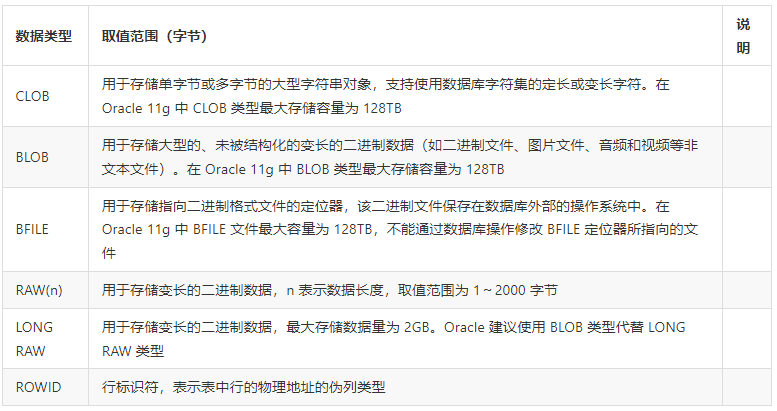 数据类型 取值范围（字节） 说
明
CLOB 用于存储单字节或多字节的大型字符串对象，支持使用数据库字符集的定长或变长字符。在
Oracle 11g 中 CLOB 类型最大存储容量为 128TB
BLOB 用于存储大型的、未被结构化的变长的二进制数据（如二进制文件、图片文件、音频和视频等非
文本文件）。在 Oracle 11g 中 BLOB 类型最大存储容量为 128TB
BFILE 用于存储指向二进制格式文件的定位器，该二进制文件保存在数据库外部的操作系统中。在
Oracle 11g 中 BFILE 文件最大容量为 128TB，不能通过数据库操作修改 BFILE 定位器所指向的文
件
RAW(n) 用于存储变长的二进制数据，n 表示数据长度，取值范围为 1～2000 字节
LONG 用于存储变长的二进制数据，最大存储数据量为 2GB。Oracle 建议使用 BLOB 类型代替 LONG
RAW RAW 类型
ROWID 行标识符，表示表中行的物理地址的伪列类型